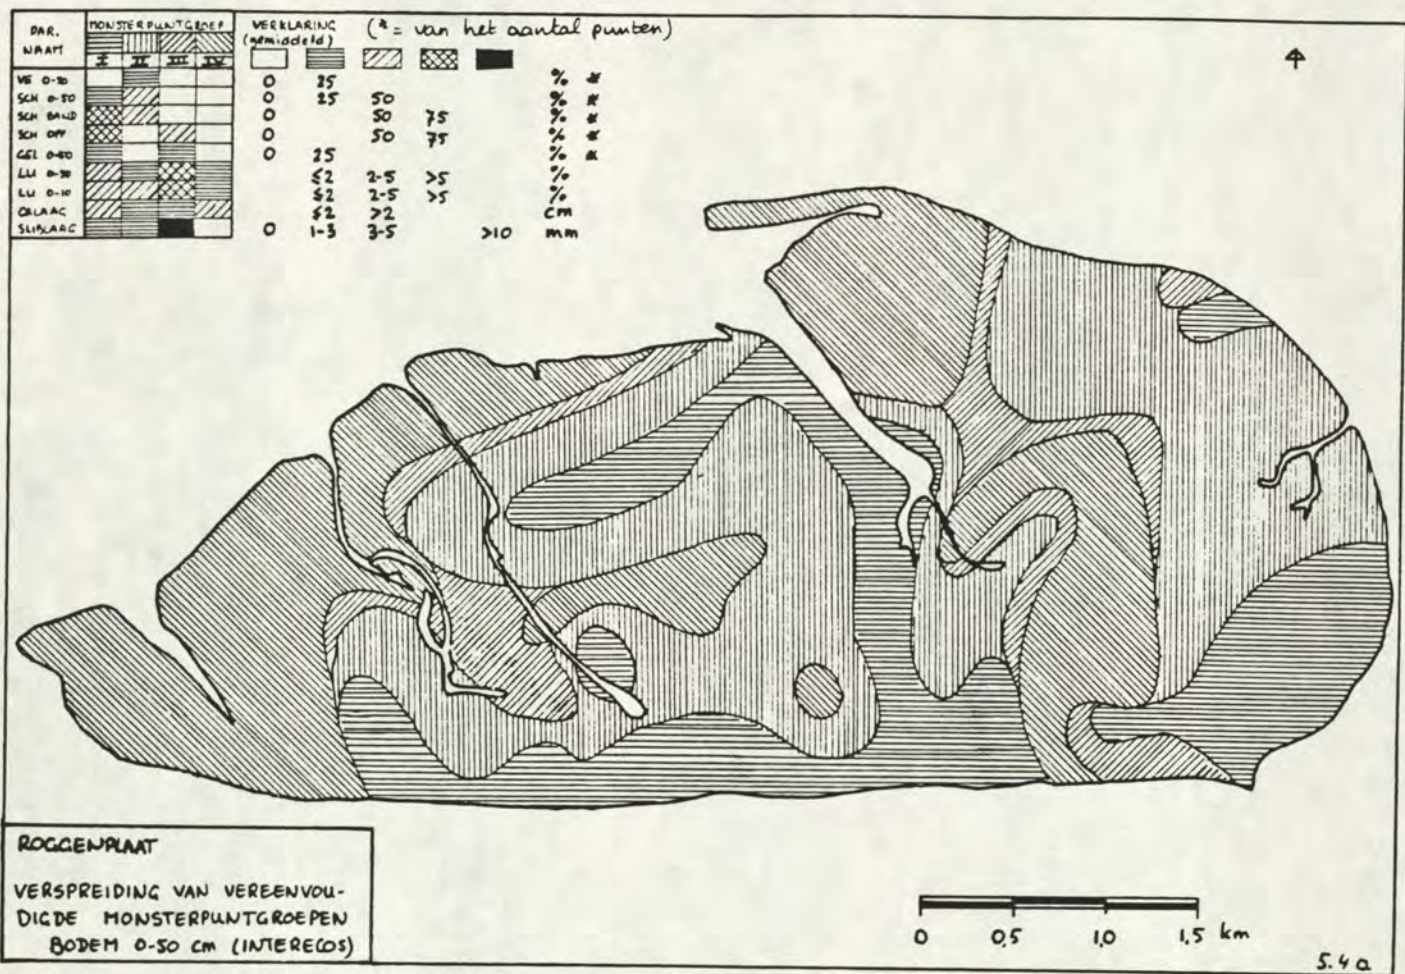 PAR. MONSTERPUNTGROEP VERKLARING (* = van het aantal punten)
NAAM (gemiddeld)
I II III IV
VE 0-30 0 25 % *
SCH 0-50 0 25 50 % *
SCH BAND 0 50 75 % *
SCH OPP 0 50 75 % *
GEL 0-50 0 25 % *
LU 0-30 ≤2 2-5 >5 %
LU 0-10 ≤2 2-5 >5 %
OXLAAG ≤2 >2 cm
SLIBLAAG 0 1-3 3-5 >10 mm
ROGGENPLAAT
VERSPREIDING VAN VEREENVOU-
DIGDE MONSTERPUNTGROEPEN
BODEM 0-50 cm (INTERECOS)
0 0,5 1,0 1,5 km
5.4 a